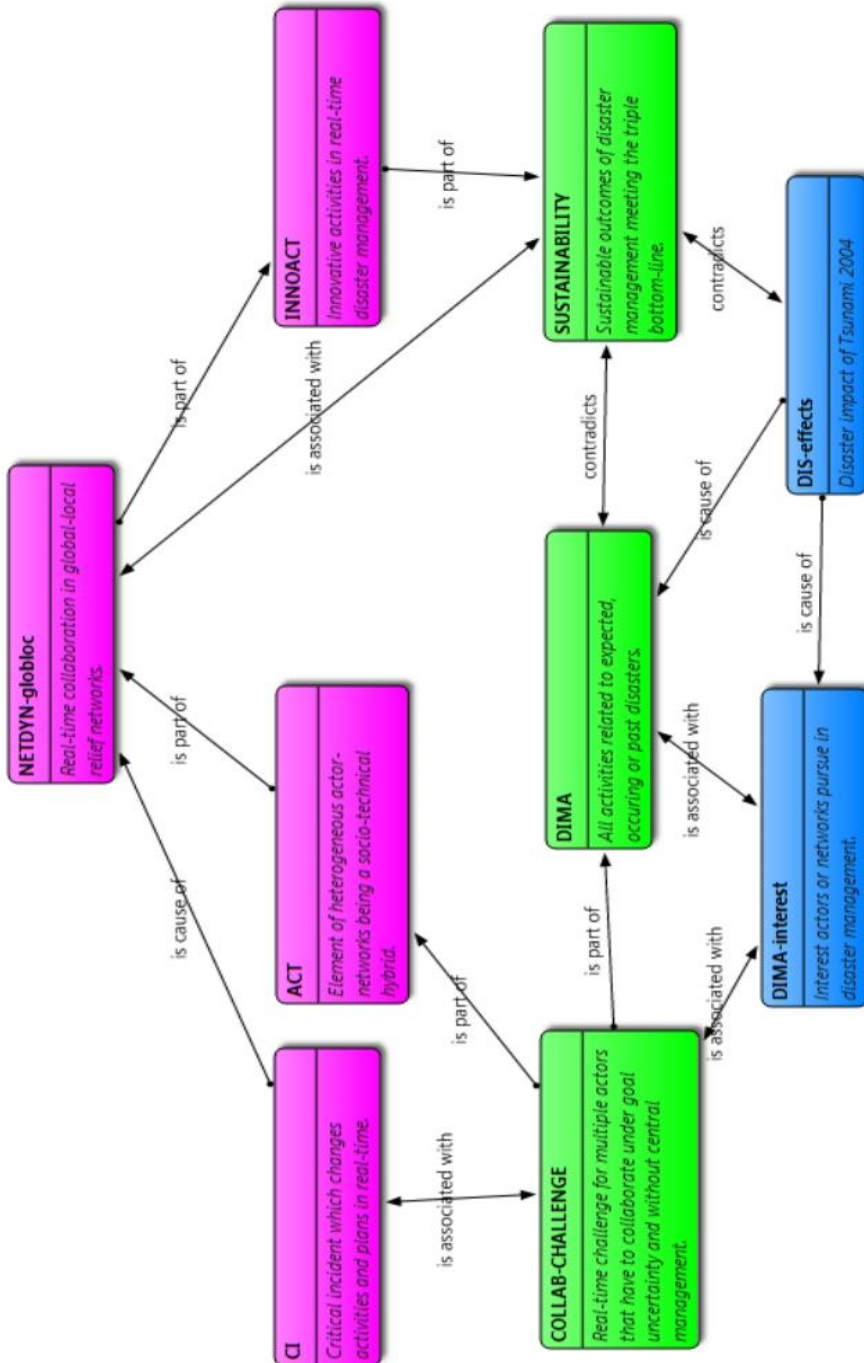 NETDYN-globloc
Real-time collaboration in global-local
relief networks.
is cause of
is part of
is part of
is associated with
CI
Critical incident which changes
activities and plans in real-time.
ACT
Element of heterogeneous actor-
networks being a socio-technical
hybrid.
INNOACT
Innovative activities in real-time
disaster management.
is associated with
is part of
is part of
COLLAB-CHALLENGE
Real-time challenge for multiple actors
that have to collaborate under goal
uncertainty and without central
management.
is part of
DIMA
All activities related to expected,
occuring or past disasters.
contradicts
SUSTAINABILITY
Sustainable outcomes of disaster
management meeting the triple
bottom-line.
is associated with
is associated with
is cause of
contradicts
DIMA-interest
Interest actors or networks pursue in
disaster management.
is cause of
DIS-effects
Disaster impact of Tsunami 2004